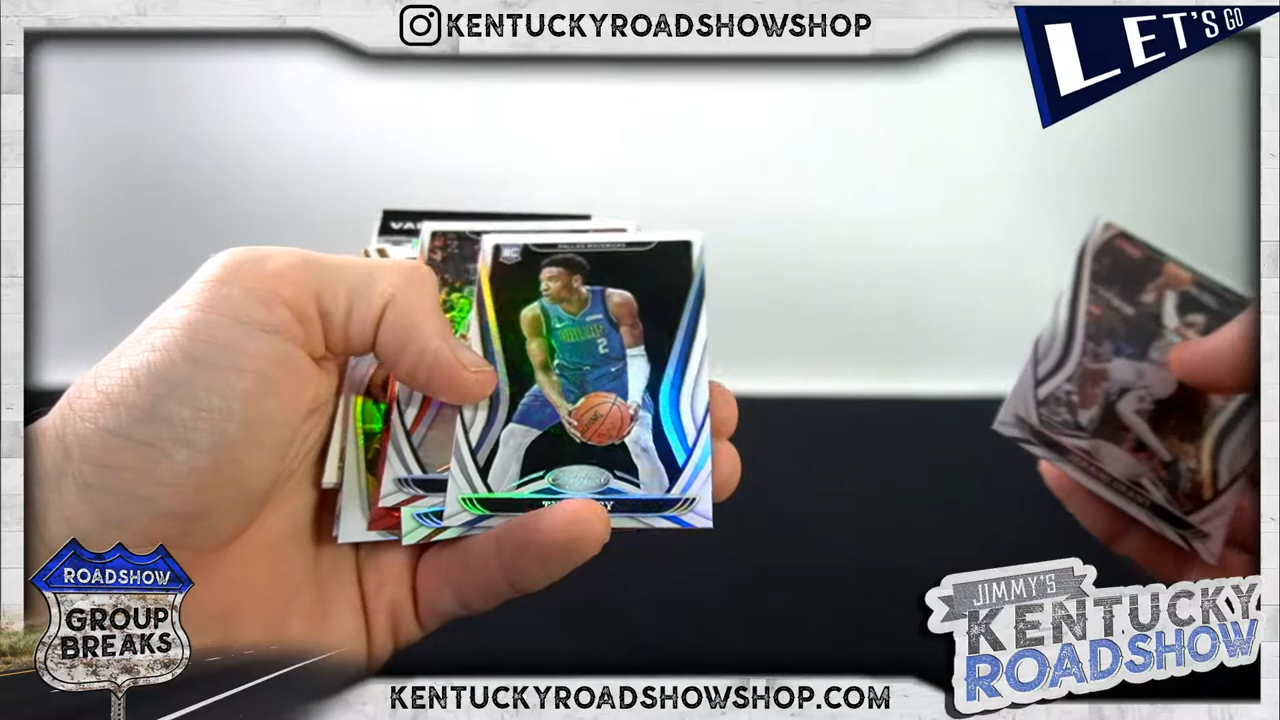 KENTUCKYROADSHOWSHOP
LET'S GO
RC
DALLAS MAVERICKS
DALLAS
2
ROADSHOW
GROUP
BREAKS
JIMMY'S
KENTUCKY
ROADSHOW
KENTUCKYROADSHOWSHOP.COM